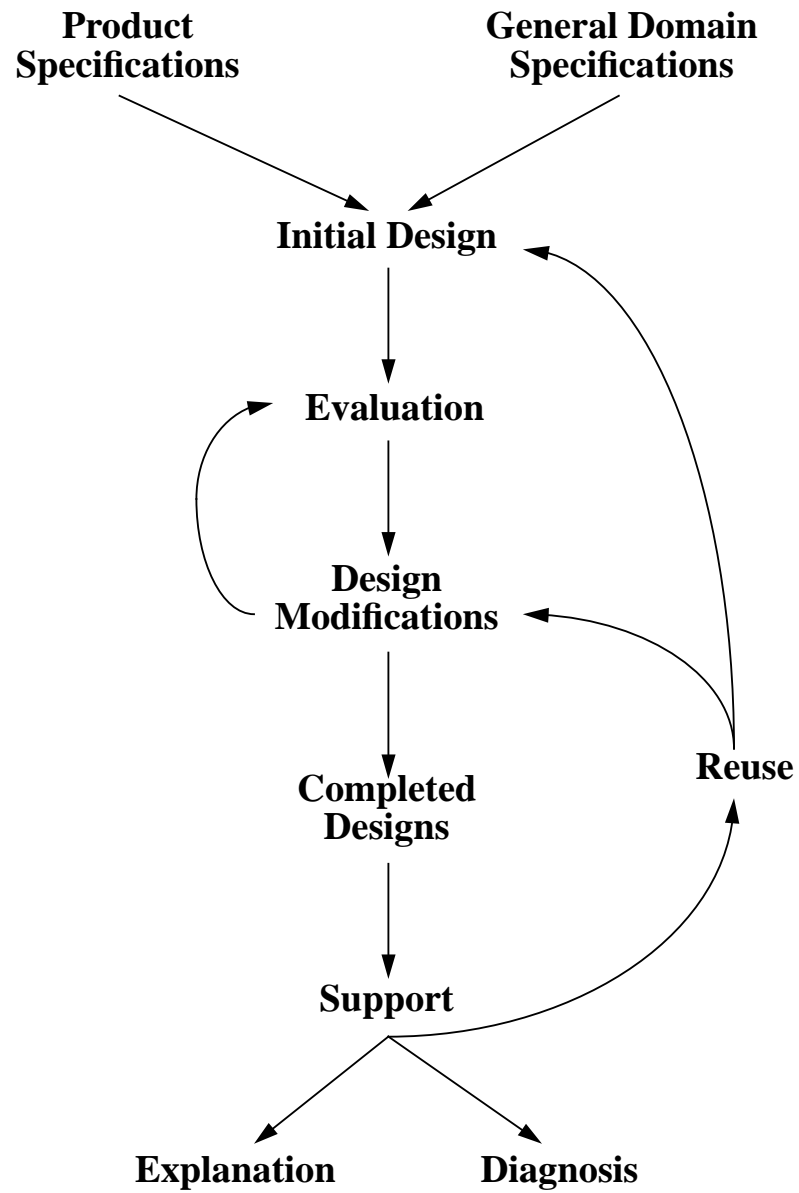 Product
Specifications
General Domain
Specifications
Initial Design
Evaluation
Design
Modifications
Reuse
Completed
Designs
Support
Explanation
Diagnosis